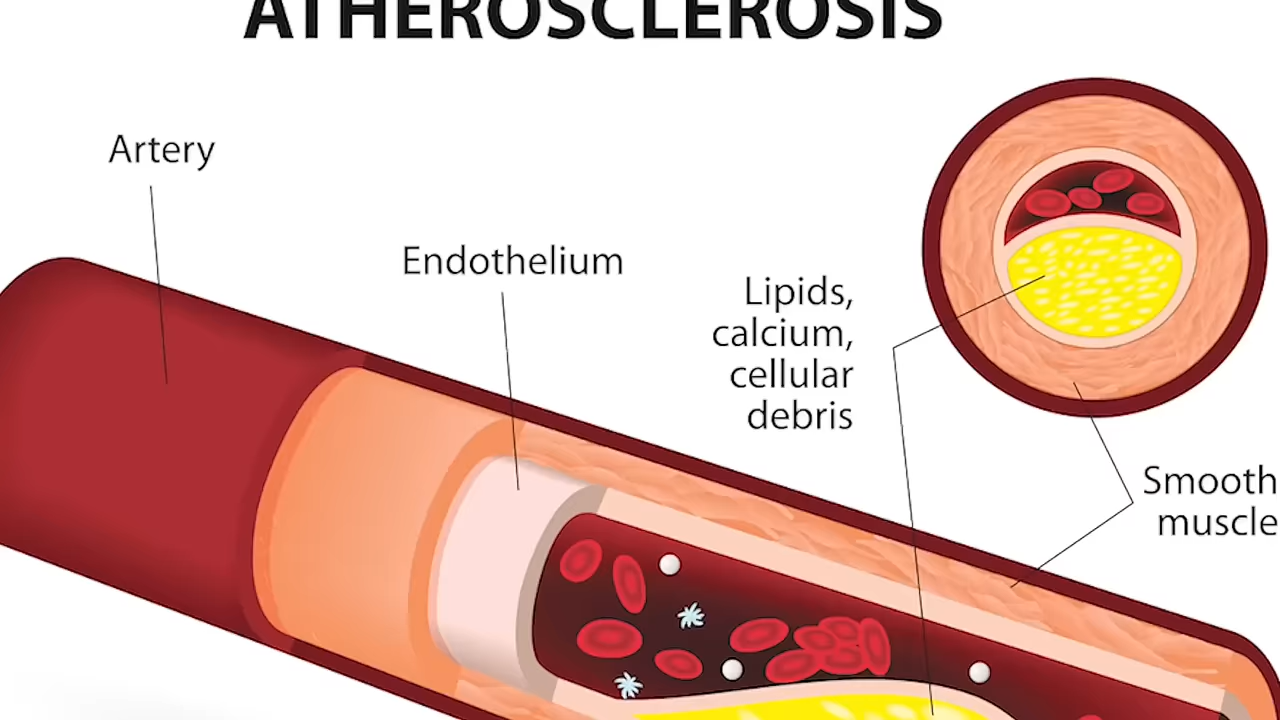 ATHEROSCLEROSIS
Artery
Endothelium
Lipids,
calcium,
cellular
debris
Smooth
muscle